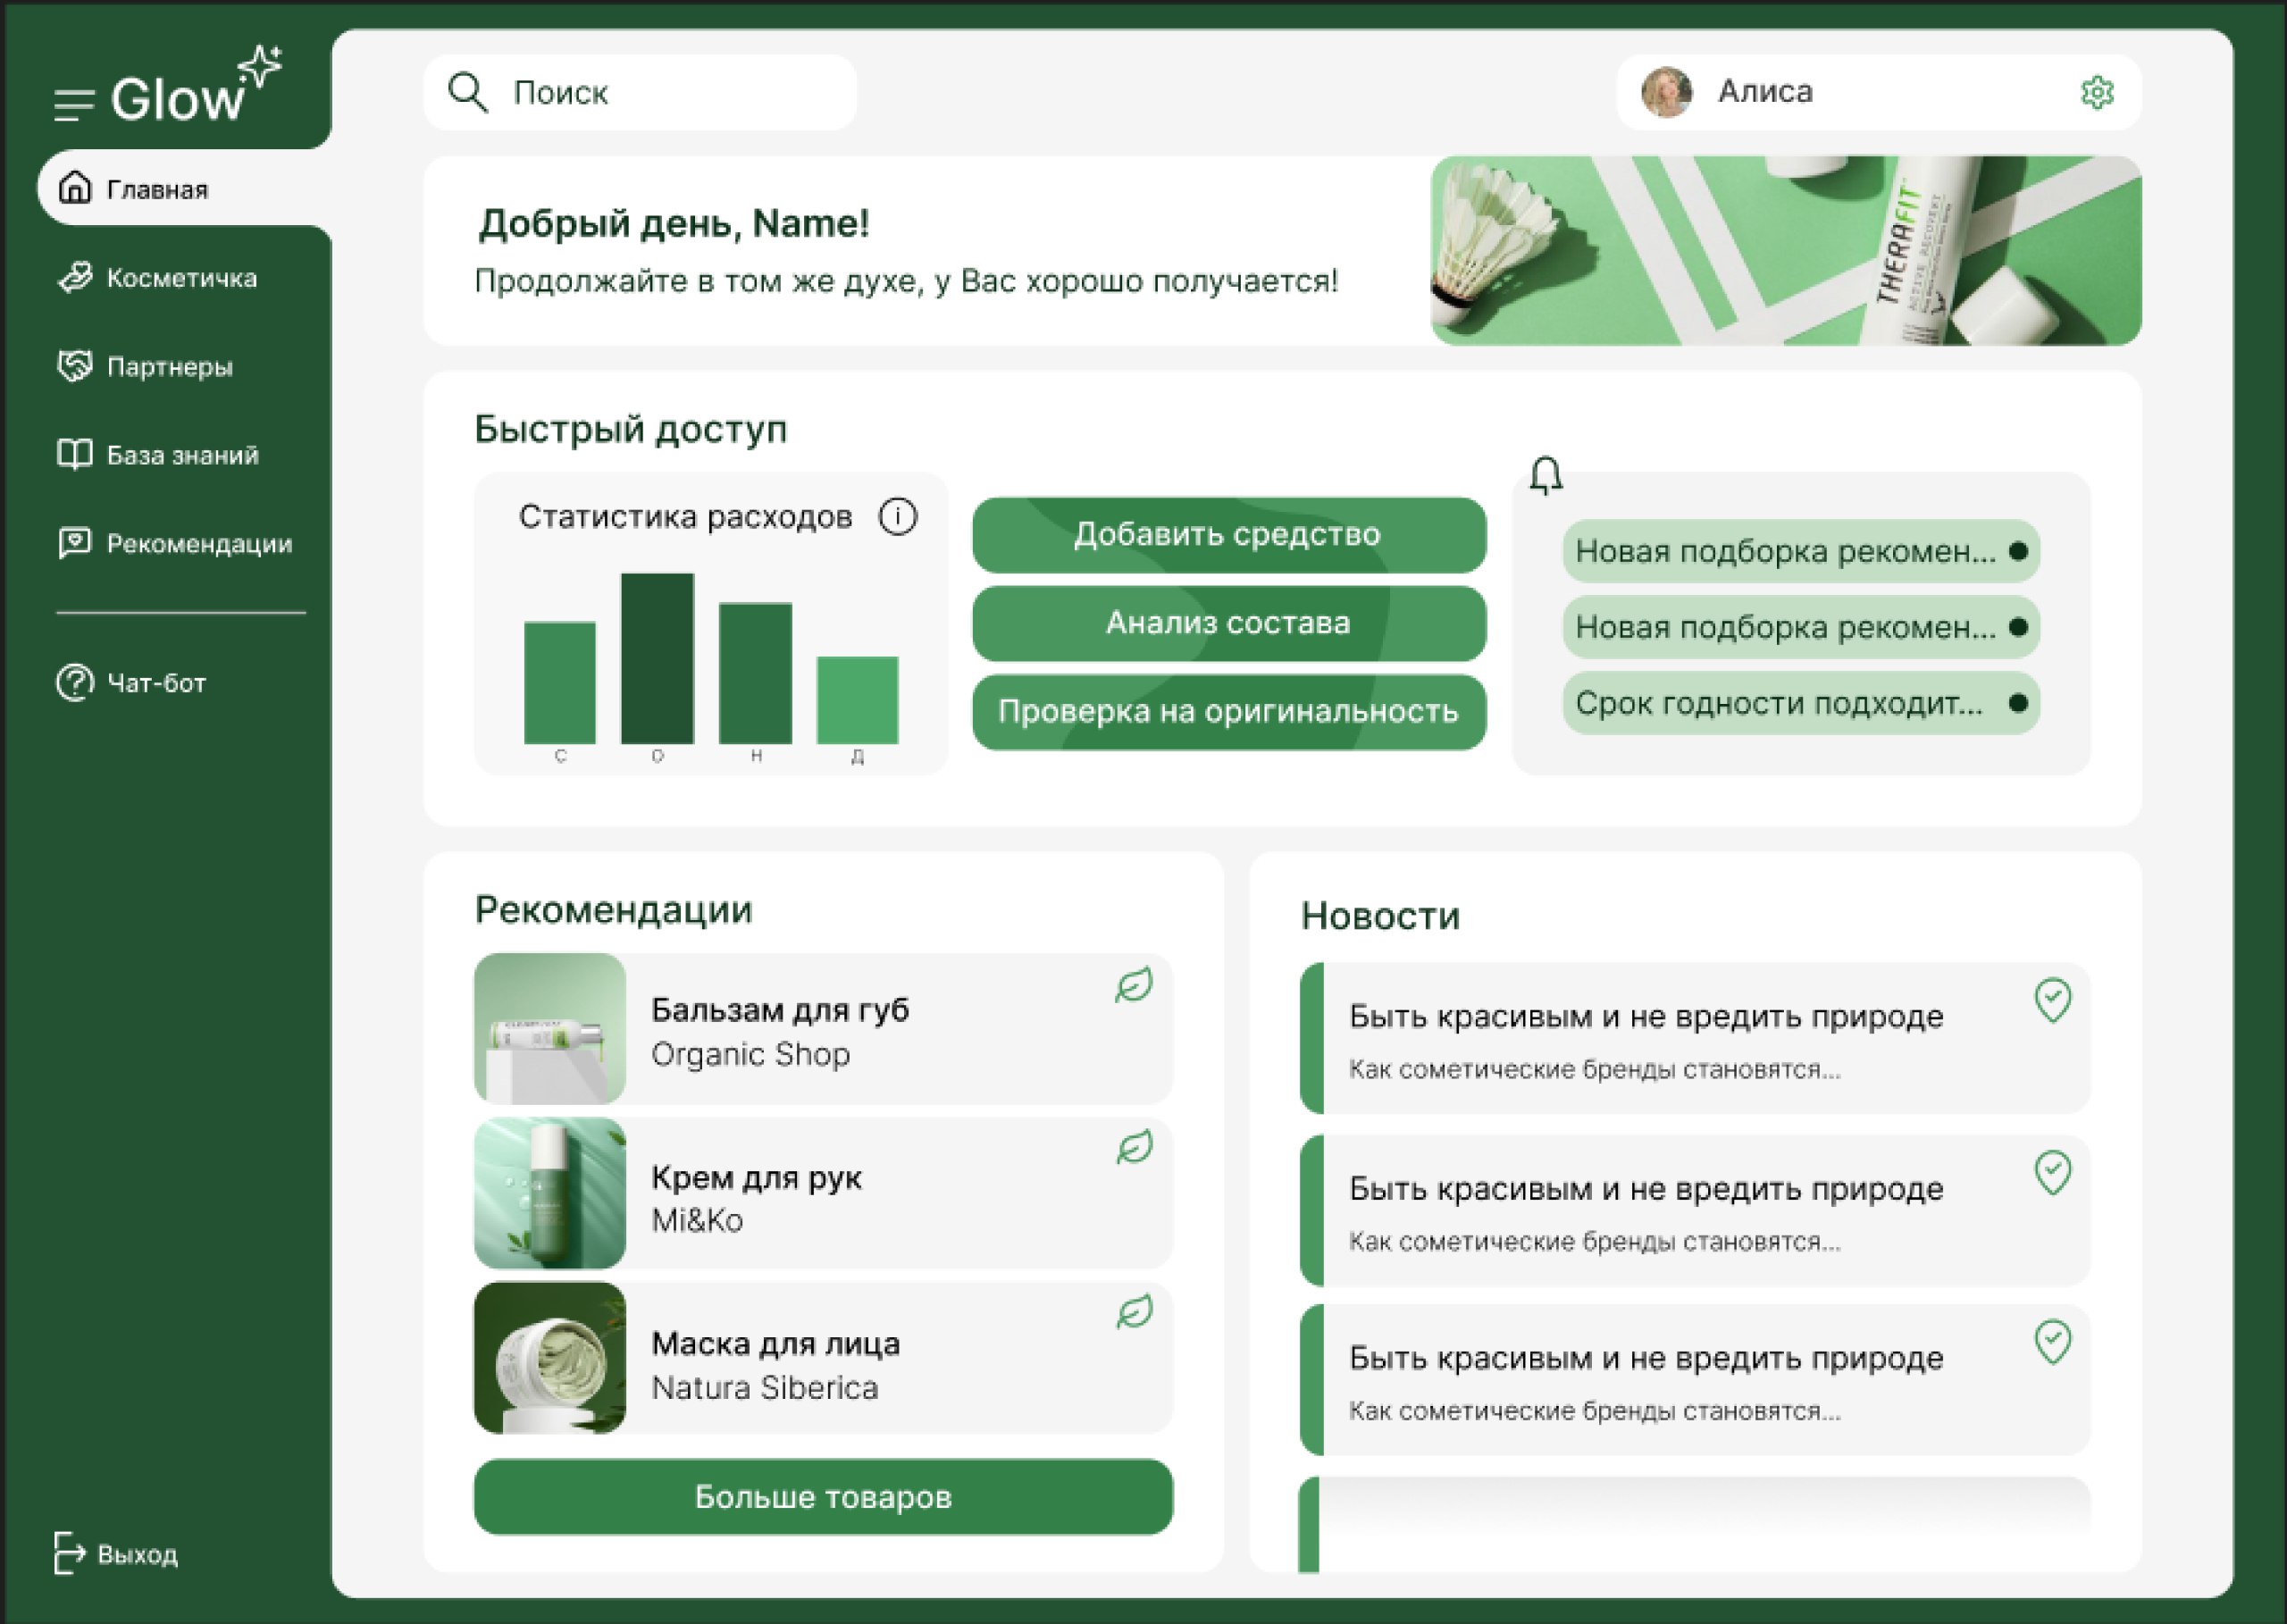 Glow
Поиск
Алиса
Главная
Косметичка
Партнеры
База знаний
Рекомендации
Чат-бот
Выход
Добрый день, Name!
Продолжайте в том же духе, у Вас хорошо получается!
THERAFIT
ACTIVE RECOVERY
Быстрый доступ
Статистика расходов
С
О
Н
Д
Добавить средство
Анализ состава
Проверка на оригинальность
Новая подборка рекомен...
Новая подборка рекомен...
Срок годности подходит...
Рекомендации
Бальзам для губ
Organic Shop
Крем для рук
Mi&Ko
Маска для лица
Natura Siberica
Больше товаров
Новости
Быть красивым и не вредить природе
Как сометические бренды становятся...
Быть красивым и не вредить природе
Как сометические бренды становятся...
Быть красивым и не вредить природе
Как сометические бренды становятся...